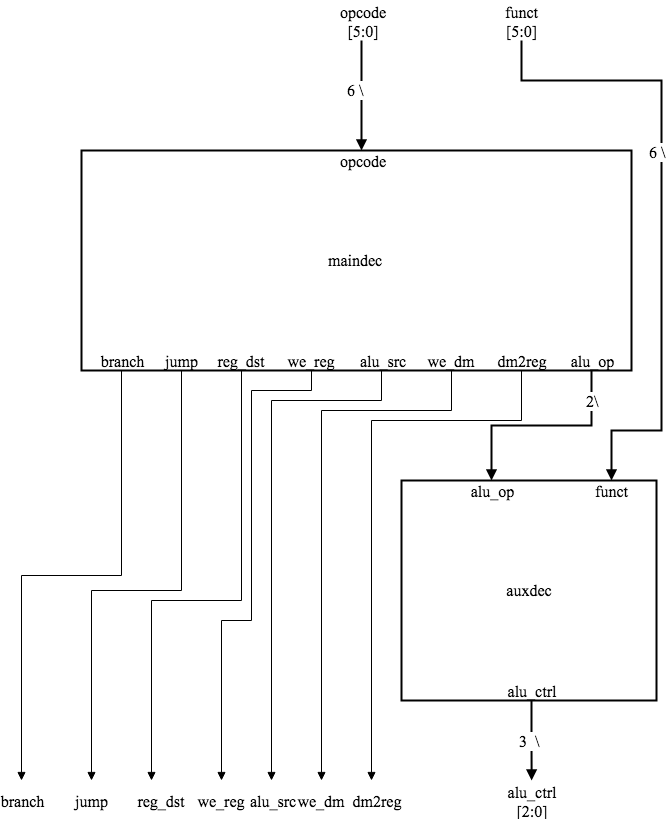 opcode funct
[5:0] [5:0]
6 \
6 \
opcode
maindec
branch jump reg_dst we_reg alu_src we_dm dm2reg alu_op
2\
alu_op funct
auxdec
alu_ctrl
3 \
branch jump reg_dst we_reg alu_src we_dm dm2reg alu_ctrl
[2:0]